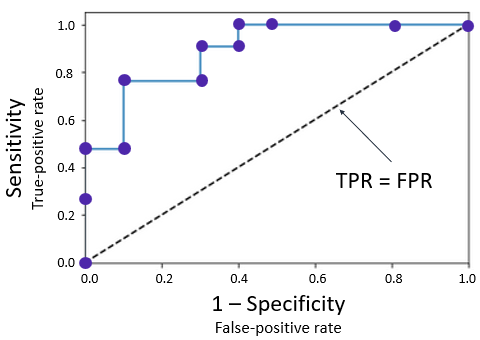 1.0
0.8
0.6
0.4
0.2
0.0
Sensitivity
True-positive rate
TPR = FPR
0.0 0.2 0.4 0.6 0.8 1.0
1 – Specificity
False-positive rate